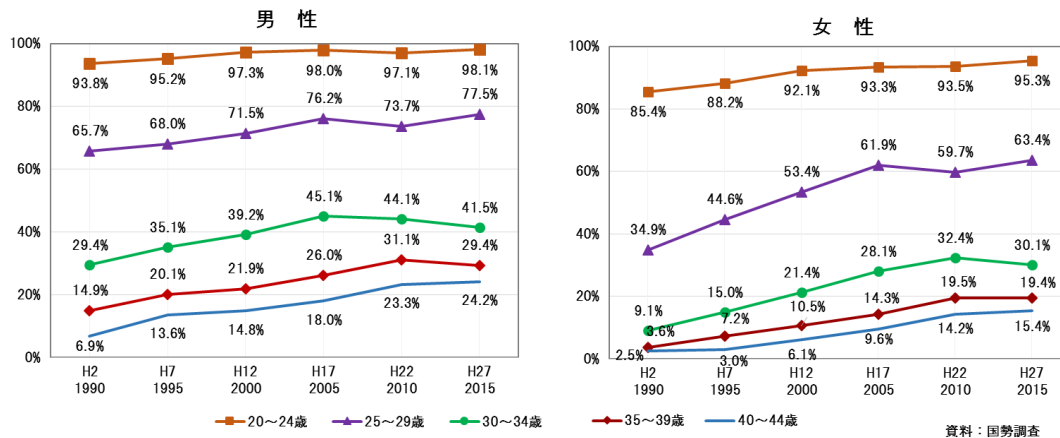 男 性
100%
80%
60%
40%
20%
0%
93.8% 95.2% 97.3% 98.0% 97.1% 98.1%
65.7% 68.0% 71.5% 76.2% 73.7% 77.5%
29.4% 35.1% 39.2% 45.1% 44.1% 41.5%
14.9% 20.1% 21.9% 26.0% 31.1% 29.4%
6.9% 13.6% 14.8% 18.0% 23.3% 24.2%
H2 H7 H12 H17 H22 H27
1990 1995 2000 2005 2010 2015
女 性
100%
80%
60%
40%
20%
0%
85.4% 88.2% 92.1% 93.3% 93.5% 95.3%
34.9% 44.6% 53.4% 61.9% 59.7% 63.4%
9.1% 15.0% 21.4% 28.1% 32.4% 30.1%
3.6% 7.2% 10.5% 14.3% 19.5% 19.4%
2.5% 3.0% 6.1% 9.6% 14.2% 15.4%
H2 H7 H12 H17 H22 H27
1990 1995 2000 2005 2010 2015
20～24歳 25～29歳 30～34歳 35～39歳 40～44歳
資料：国勢調査